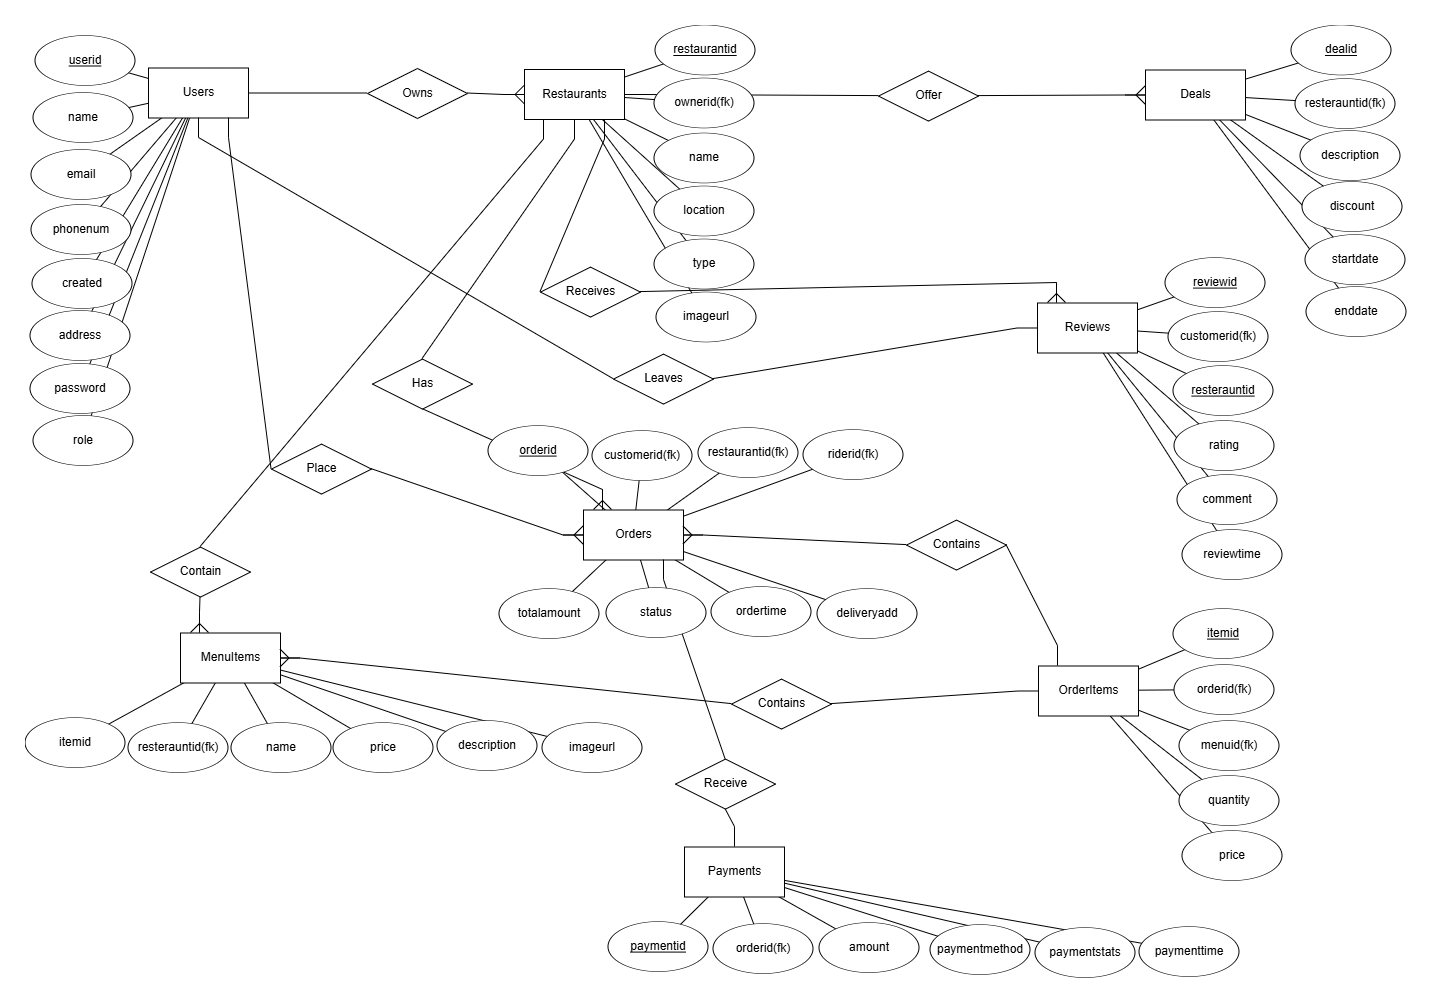 Users
userid
name
email
phonenum
created
address
password
role
Owns
Restaurants
restaurantid
ownerid(fk)
name
location
type
imageurl
Offer
Deals
dealid
resterauntid(fk)
description
discount
startdate
enddate
Receives
Reviews
reviewid
customerid(fk)
resterauntid
rating
comment
reviewtime
Leaves
Has
Place
Orders
orderid
customerid(fk)
restaurantid(fk)
riderid(fk)
totalamount
status
ordertime
deliveryadd
Contains
Contain
MenuItems
itemid
resterauntid(fk)
name
price
description
imageurl
Contains
OrderItems
itemid
orderid(fk)
menuid(fk)
quantity
price
Receive
Payments
paymentid
orderid(fk)
amount
paymentmethod
paymentstats
paymenttime